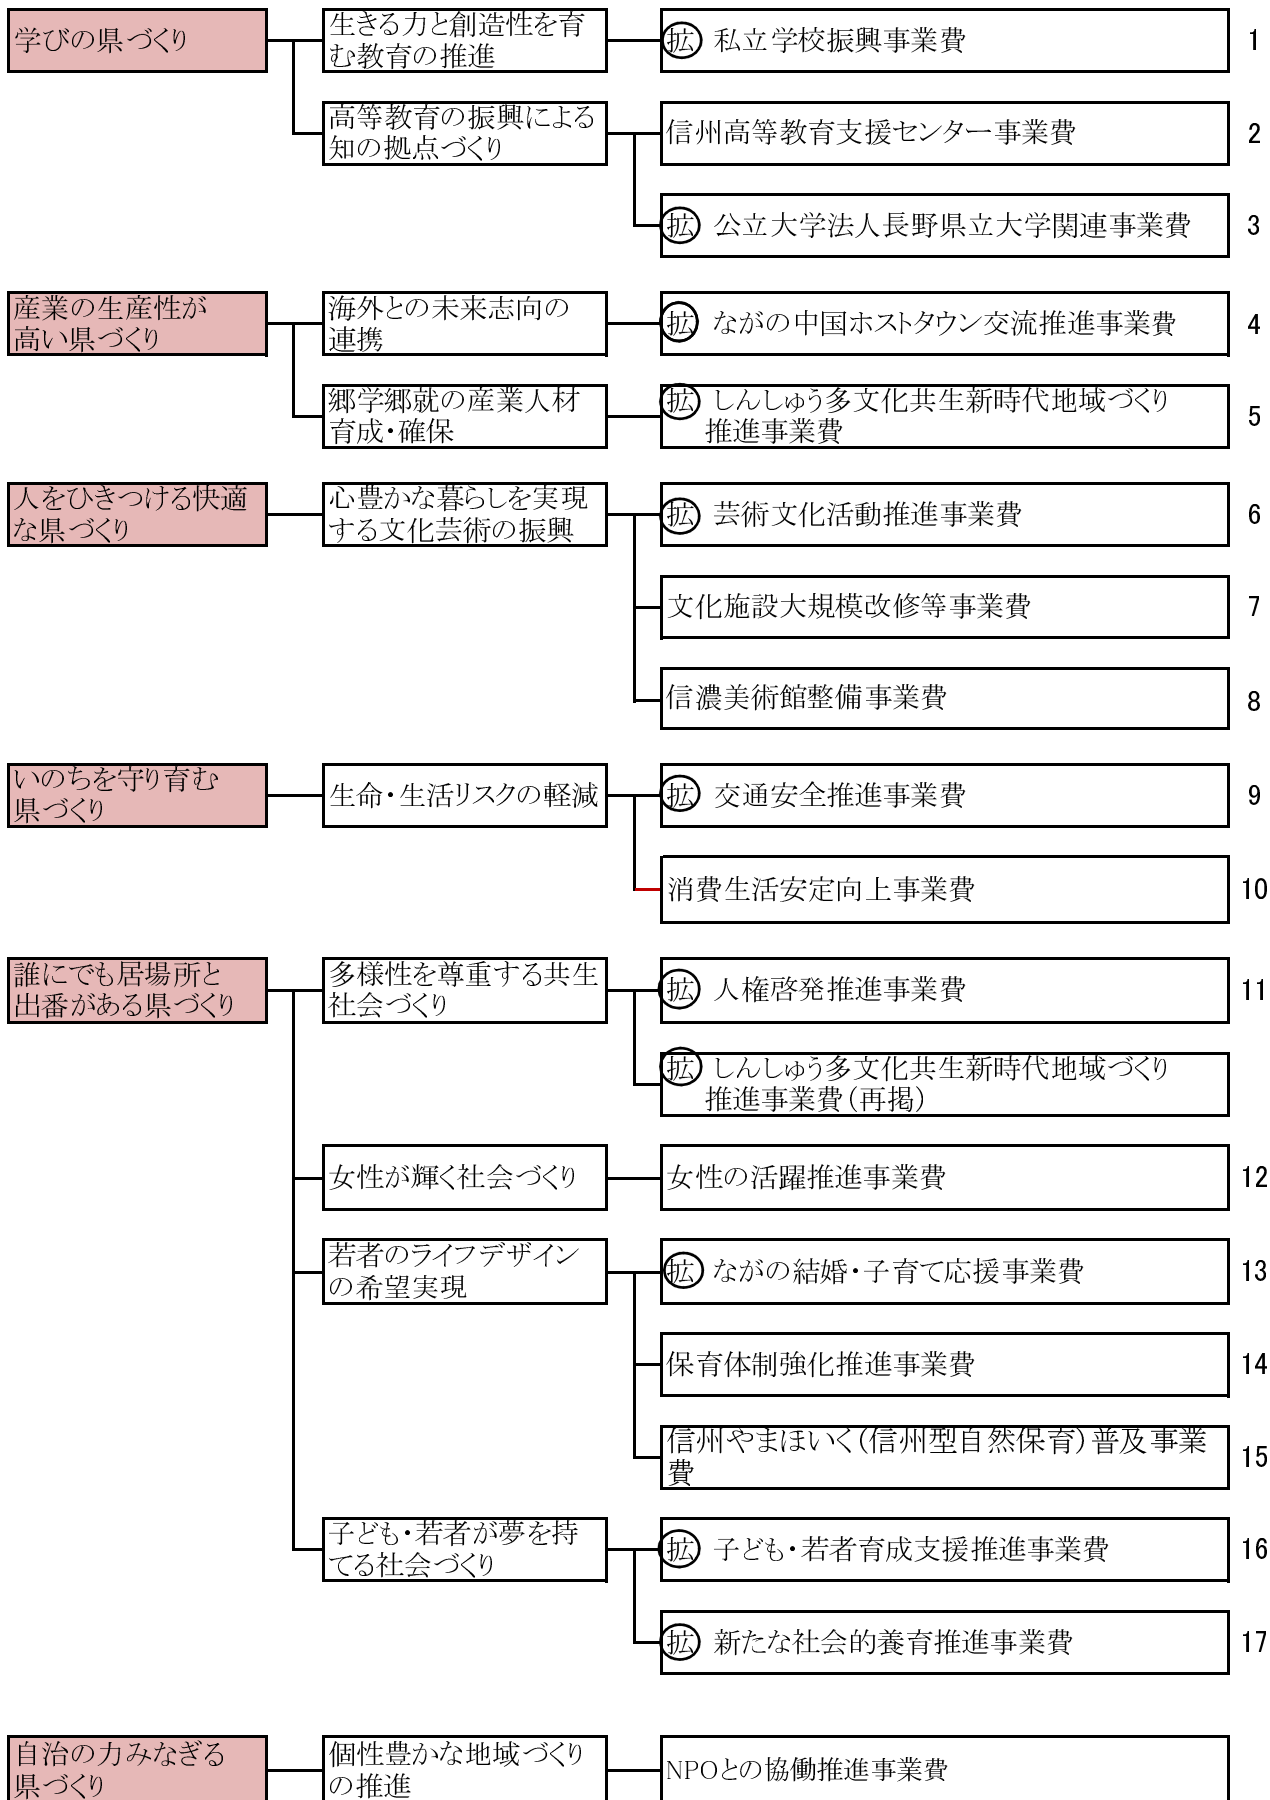 学びの県づくり
生きる力と創造性を育
む教育の推進
拡 私立学校振興事業費 1
高等教育の振興による
知の拠点づくり
信州高等教育支援センター事業費 2
拡 公立大学法人長野県立大学関連事業費 3
産業の生産性が
高い県づくり
海外との未来志向の
連携
拡 ながの中国ホストタウン交流推進事業費 4
郷学郷就の産業人材
育成・確保
拡 しんしゅう多文化共生新時代地域づくり
推進事業費 5
人をひきつける快適
な県づくり
心豊かな暮らしを実現
する文化芸術の振興
拡 芸術文化活動推進事業費 6
文化施設大規模改修等事業費 7
信濃美術館整備事業費 8
いのちを守り育む
県づくり
生命・生活リスクの軽減
拡 交通安全推進事業費 9
消費生活安定向上事業費 10
誰にでも居場所と
出番がある県づくり
多様性を尊重する共生
社会づくり
拡 人権啓発推進事業費 11
拡 しんしゅう多文化共生新時代地域づくり
推進事業費（再掲）
女性が輝く社会づくり
女性の活躍推進事業費 12
若者のライフデザイン
の希望実現
拡 ながの結婚・子育て応援事業費 13
保育体制強化推進事業費 14
信州やまほいく（信州型自然保育）普及事業
費 15
子ども・若者が夢を持
てる社会づくり
拡 子ども・若者育成支援推進事業費 16
拡 新たな社会的養育推進事業費 17
自治の力みなぎる
県づくり
個性豊かな地域づくり
の推進
NPOとの協働推進事業費